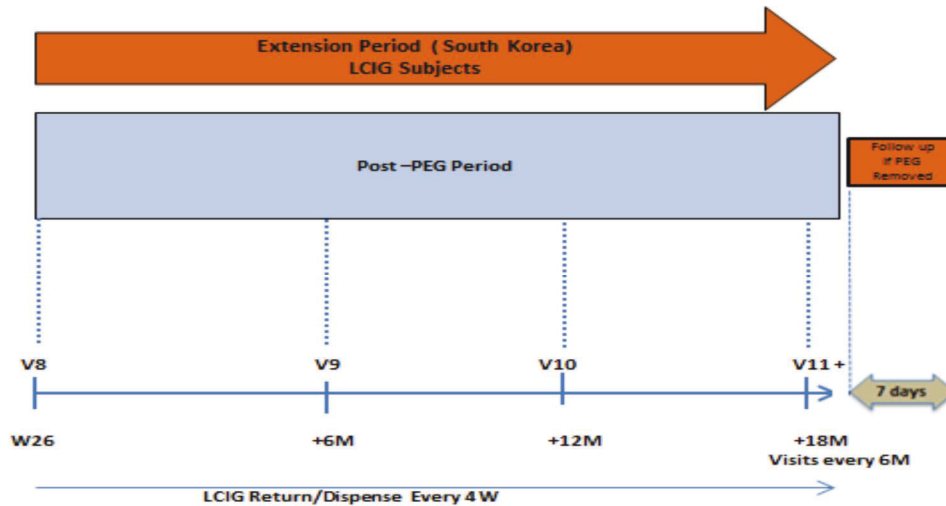 Extension Period ( South Korea)
LCIG Subjects
Post –PEG Period
Follow up
If PEG
Removed
V8
V9
V10
V11 +
7 days
W26
+6M
+12M
+18M
Visits every 6M
LCIG Return/Dispense Every 4 W